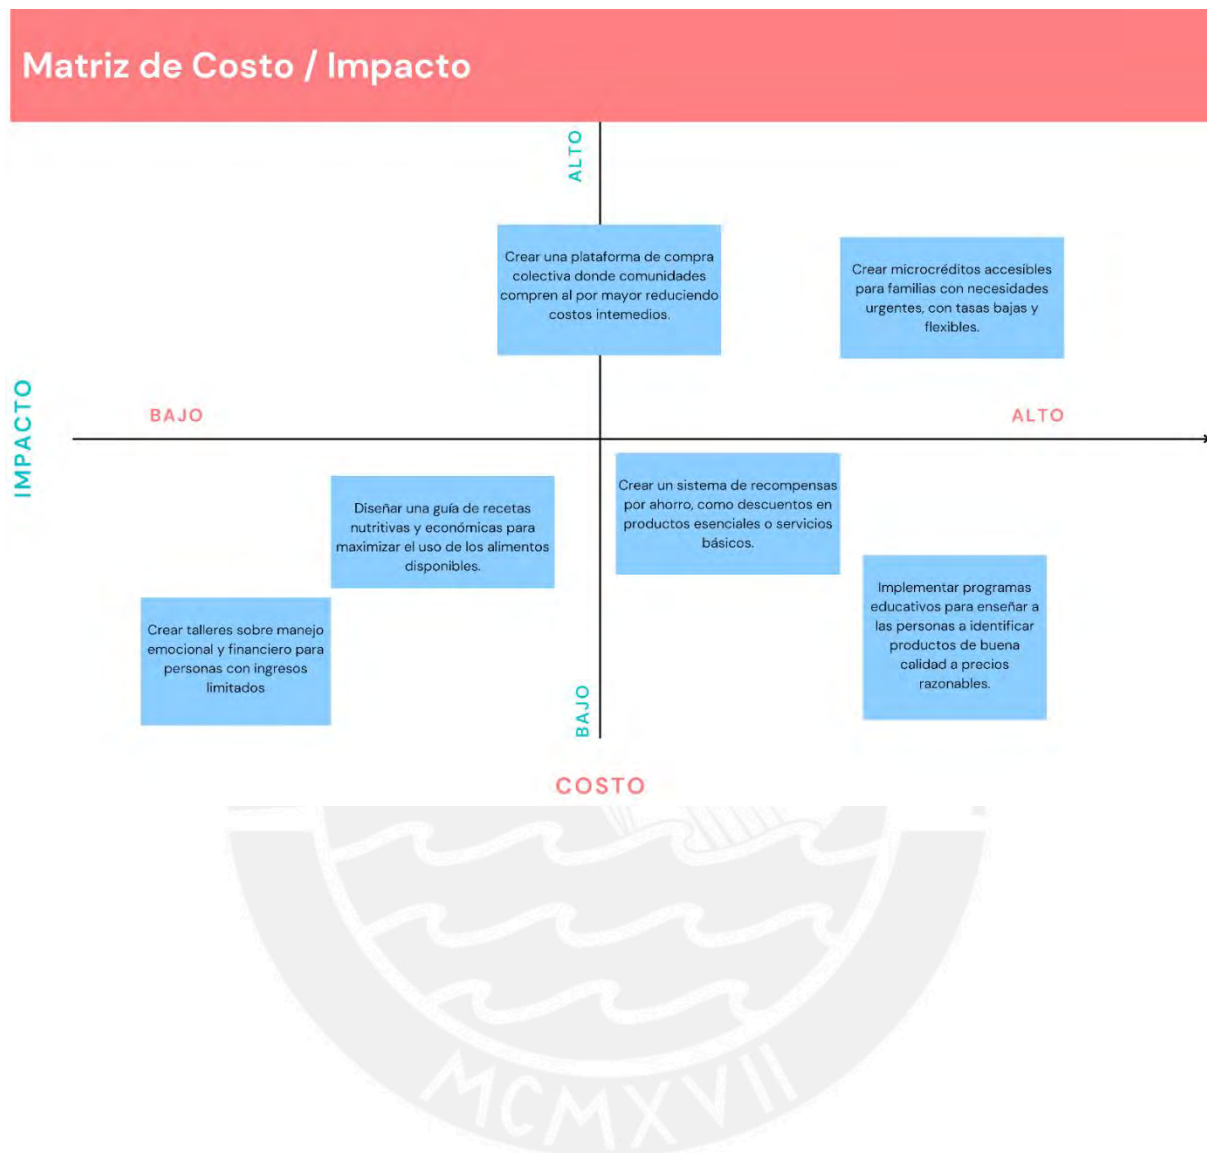 Matriz de Costo / Impacto
ALTO
Crear una plataforma de compra
colectiva donde comunidades
compren al por mayor reduciendo
costos intemedios.
Crear microcréditos accesibles
para familias con necesidades
urgentes, con tasas bajas y
flexibles.
IMPACTO
BAJO
ALTO
Diseñar una guía de recetas
nutritivas y económicas para
maximizar el uso de los alimentos
disponibles.
Crear un sistema de recompensas
por ahorro, como descuentos en
productos esenciales o servicios
básicos.
Crear talleres sobre manejo
emocional y financiero para
personas con ingresos
limitados
Implementar programas
educativos para enseñar a
las personas a identificar
productos de buena
calidad a precios
razonables.
BAJO
COSTO
MCMXVII